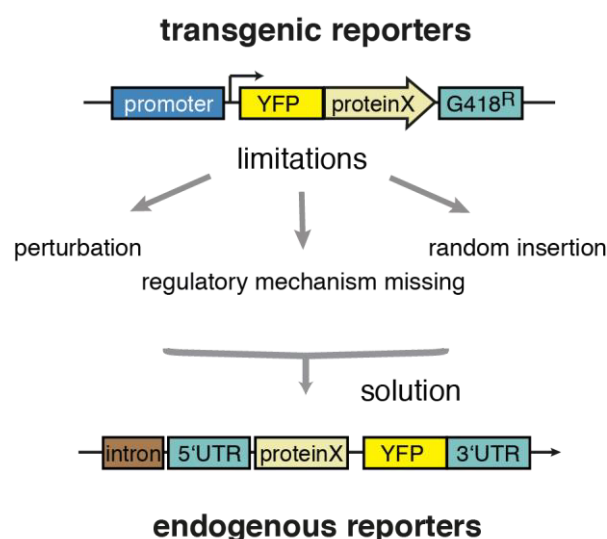 transgenic reporters
promoter YFP proteinX G418R
limitations
perturbation random insertion
regulatory mechanism missing
solution
intron 5‘UTR proteinX YFP 3‘UTR
endogenous reporters